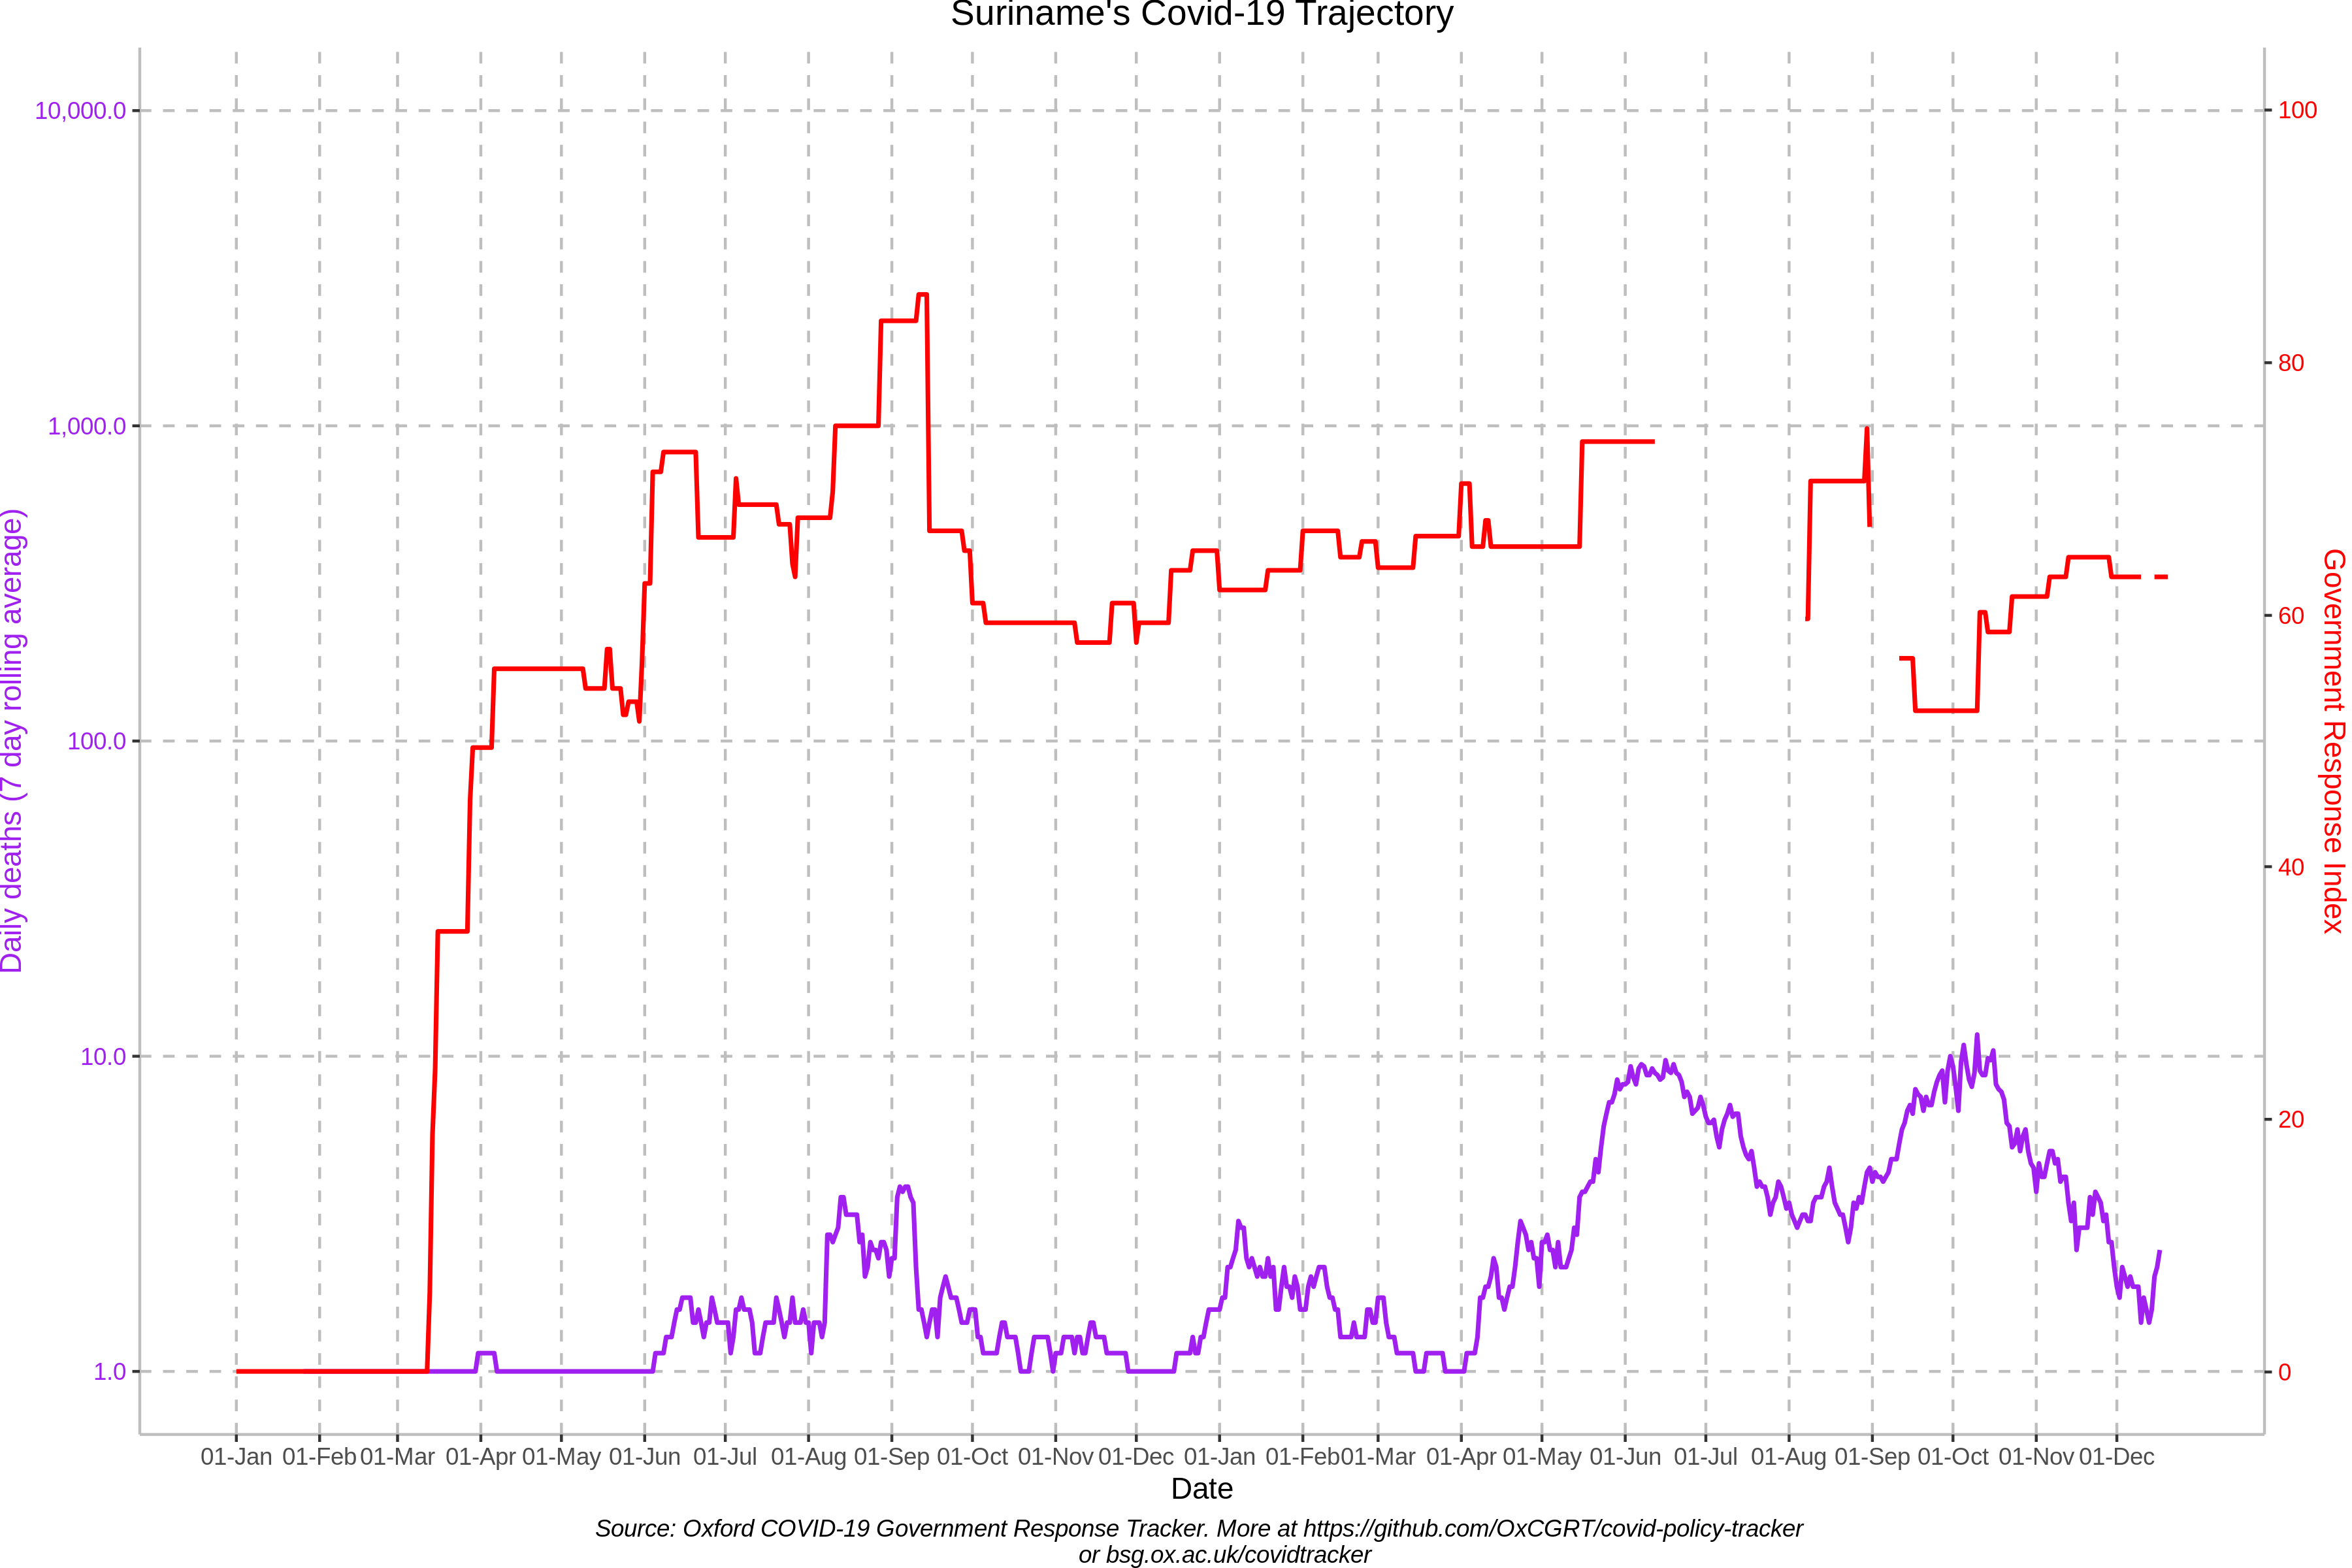 Suriname's Covid-19 Trajectory
10,000.0
1,000.0
100.0
10.0
1.0
Daily deaths (7 day rolling average)
100
80
60
40
20
0
Government Response Index
01-Jan 01-Feb 01-Mar 01-Apr 01-May 01-Jun 01-Jul 01-Aug 01-Sep 01-Oct 01-Nov 01-Dec 01-Jan 01-Feb 01-Mar 01-Apr 01-May 01-Jun 01-Jul 01-Aug 01-Sep 01-Oct 01-Nov 01-Dec
Date
Source: Oxford COVID-19 Government Response Tracker. More at https://github.com/OxCGRT/covid-policy-tracker
or bsg.ox.ac.uk/covidtracker